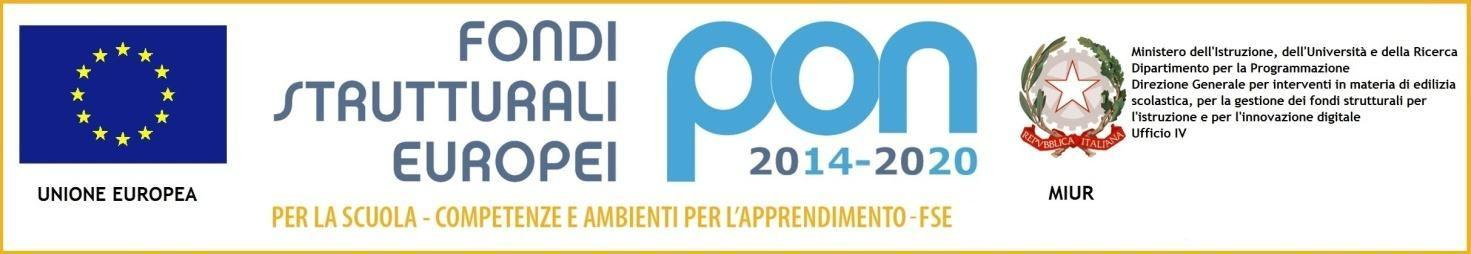 UNIONE EUROPEA
FONDI
STRUTTURALI
EUROPEI
pon
2014-2020
PER LA SCUOLA - COMPETENZE E AMBIENTI PER L'APPRENDIMENTO-FSE
REPVBBLICA ITALIANA
MIUR
Ministero dell'Istruzione, dell'Università e della Ricerca
Dipartimento per la Programmazione
Direzione Generale per interventi in materia di edilizia
scolastica, per la gestione dei fondi strutturali per
l'istruzione e per l'innovazione digitale
Ufficio IV